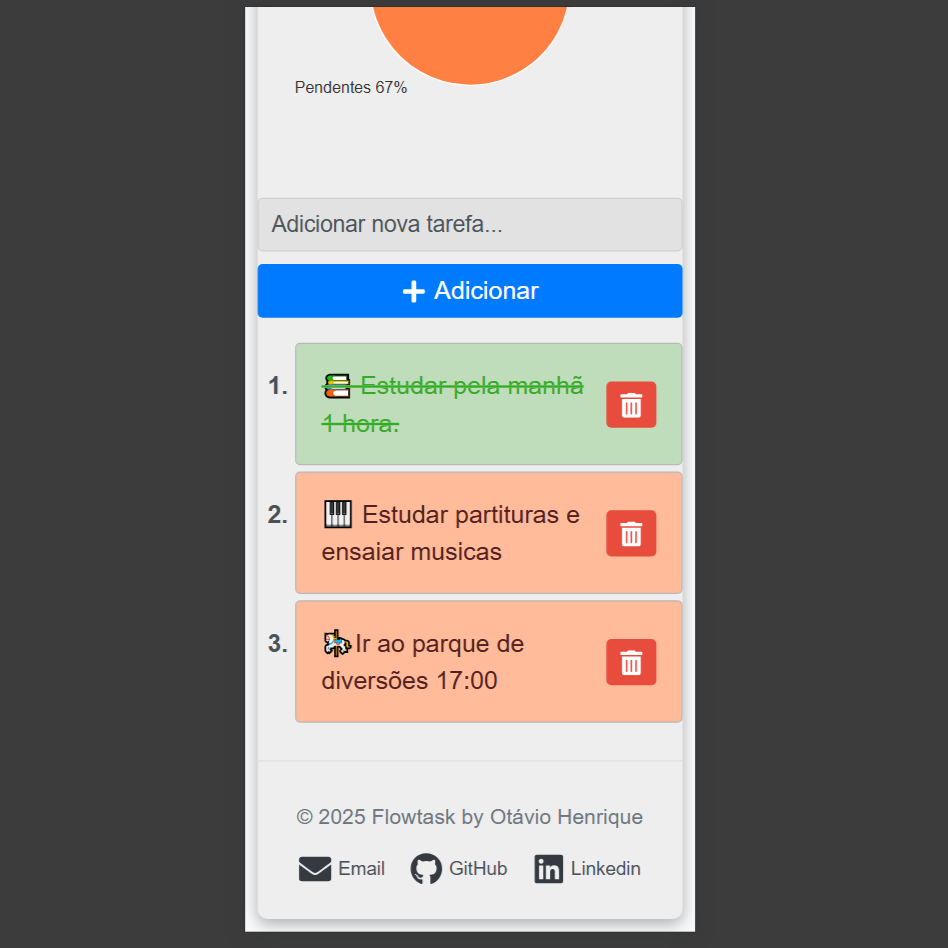 Pendentes 67%
Adicionar nova tarefa...
Adicionar
1. 📚 Estudar pela manhã
1 hora.
2. 🎹 Estudar partituras e
ensaiar musicas
3. 🎠Ir ao parque de
diversões 17:00
© 2025 Flowtask by Otávio Henrique
Email GitHub Linkedin